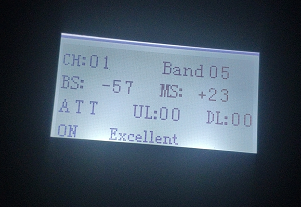 CH:01 Band 05
BS: -57 MS: +23
ATT UL:00 DL:00
ON Excellent